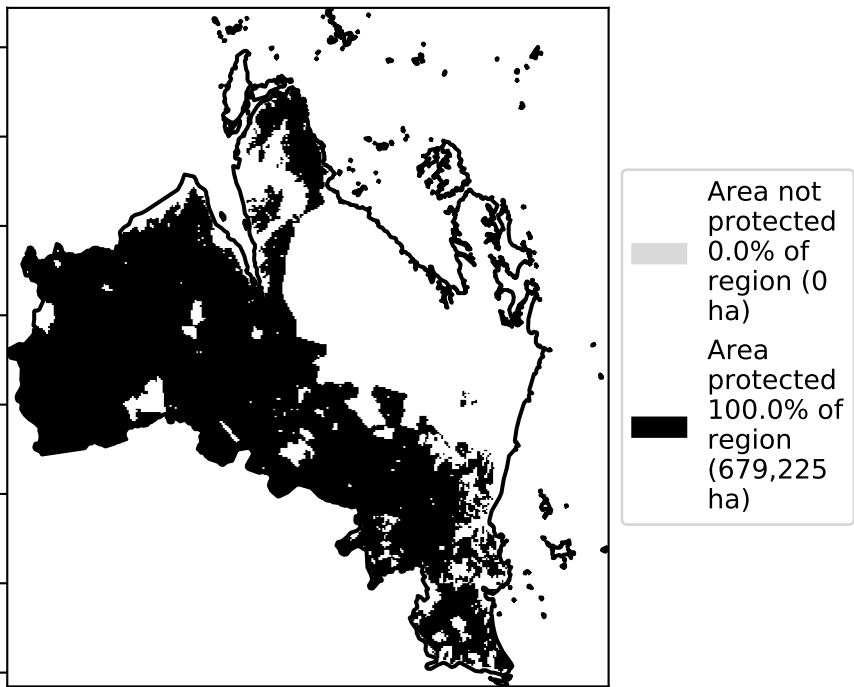 Area not
protected
0.0% of
region (0
ha)
Area
protected
100.0% of
region
(679,225
ha)